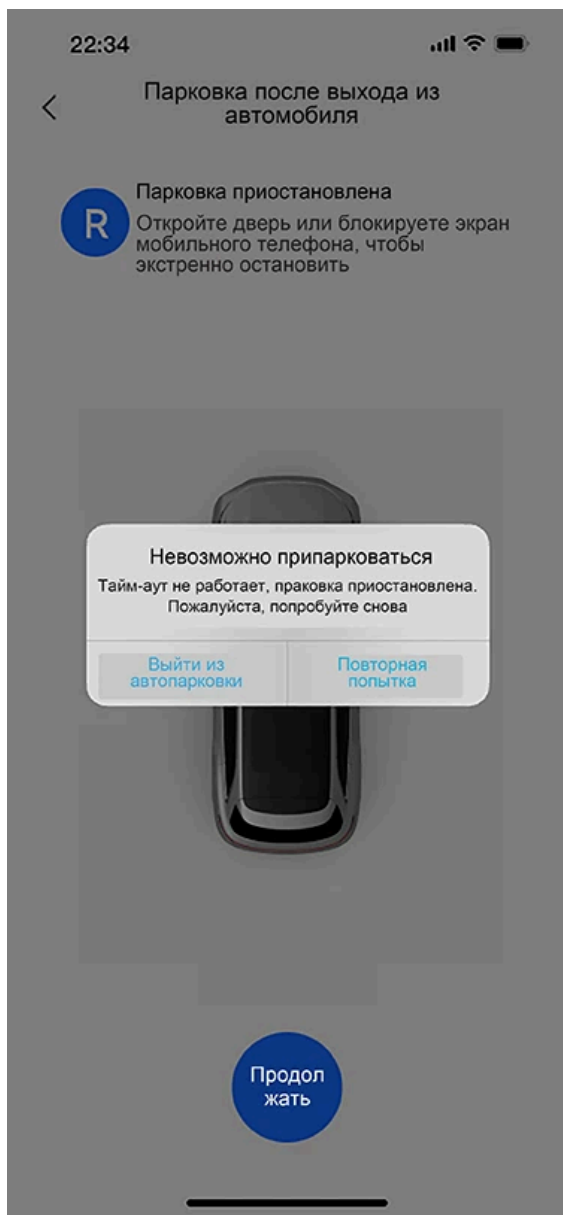 22:34
Парковка после выхода из
автомобиля
Парковка приостановлена
R
Откройте дверь или блокируете экран
мобильного телефона, чтобы
экстренно остановить
Невозможно припарковаться
Тайм-аут не работает, праковка приостановлена.
Пожалуйста, попробуйте снова
Выйти из
автопарковки
Повторная
попытка
Продол
жать